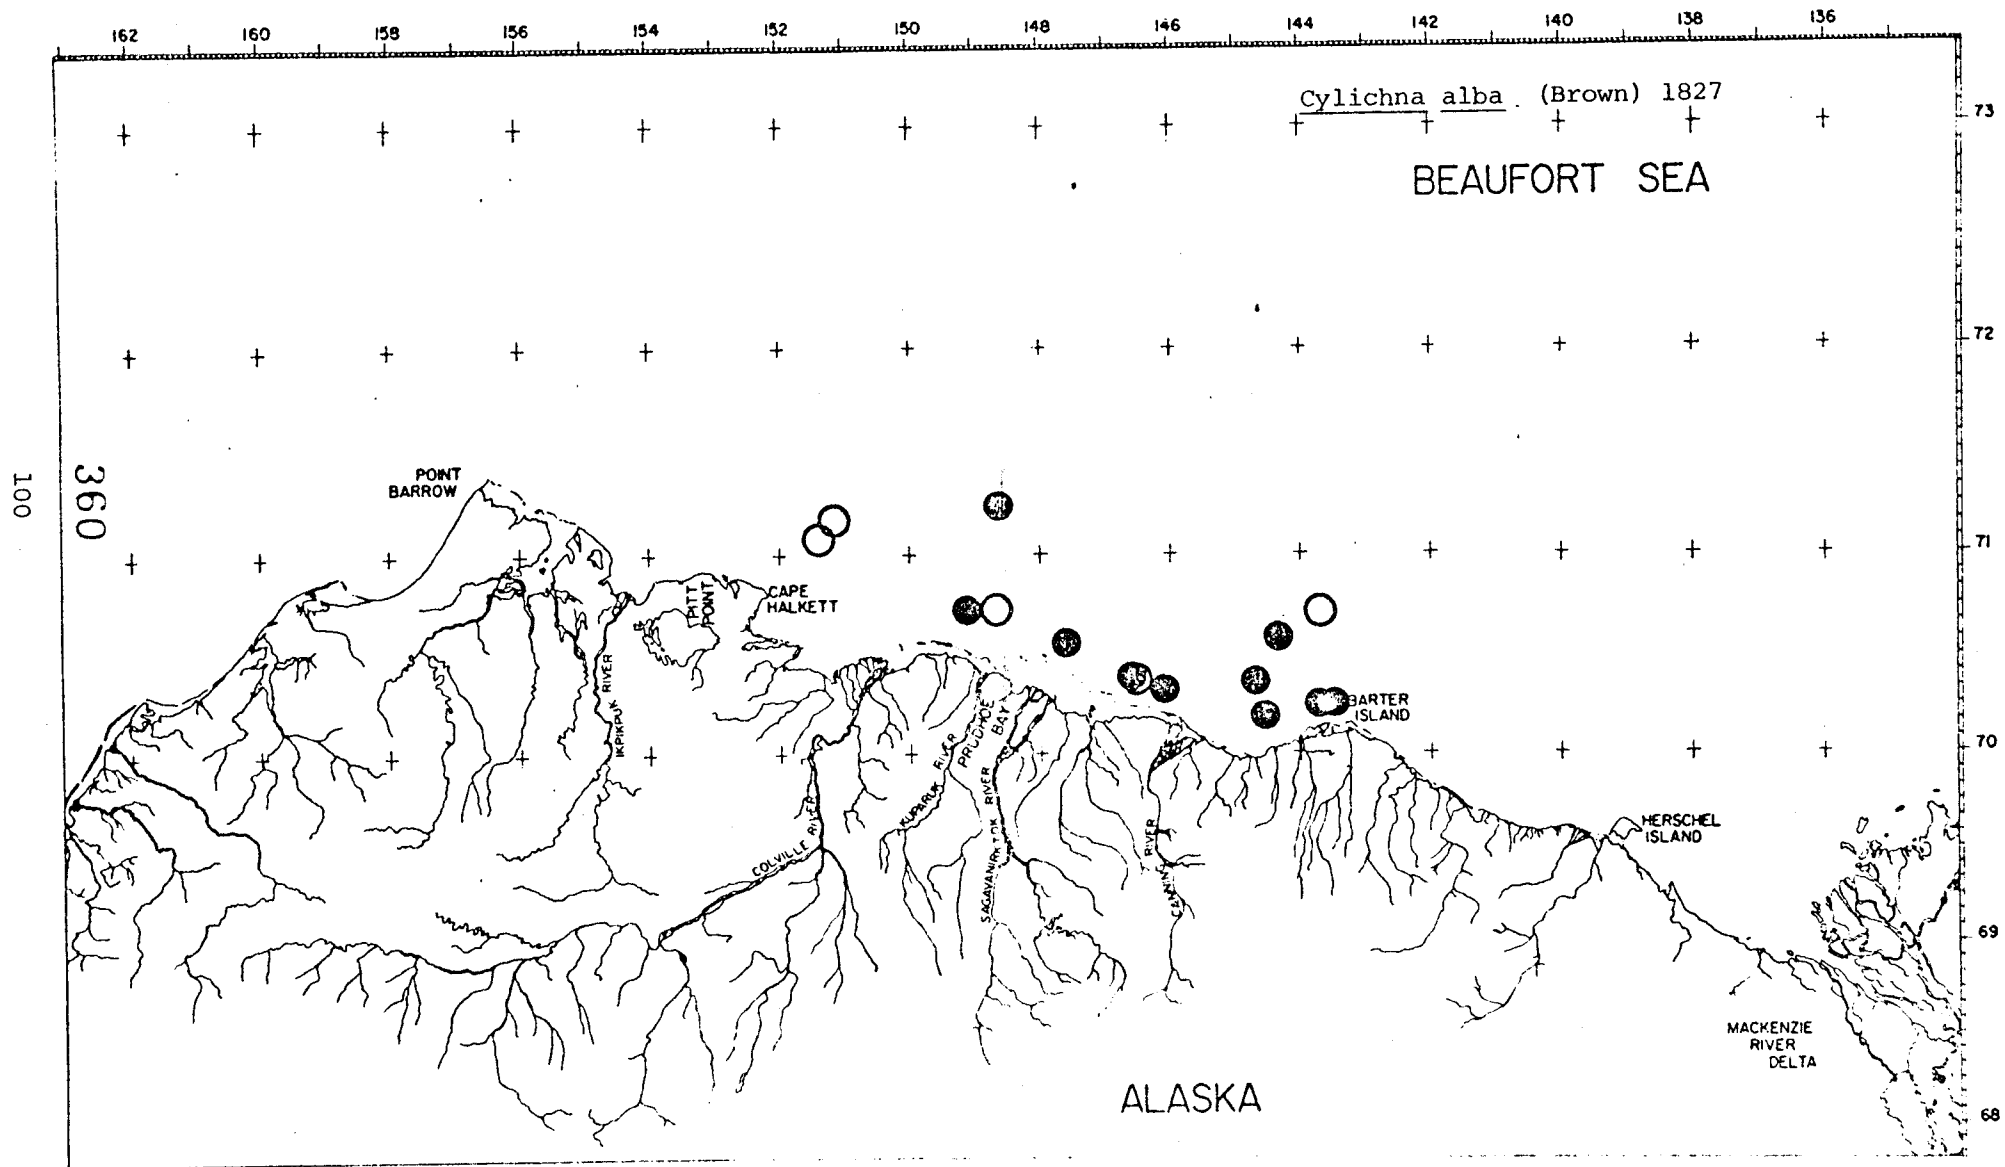 162 160 158 156 154 152 150 148 146 144 142 140 138 136
Cylichna alba (Brown) 1827
73
BEAUFORT SEA
72
POINT
BARROW
360
100
71
PITT
POINT
CAPE
HALKETT
IKPIKPUK RIVER
BARTER
ISLAND
PRUDHOE
BAY
70
KUPARUK RIVER
SAGAVANIRKTOK RIVER
COLVILLE RIVER
CANNING RIVER
HERSCHEL
ISLAND
69
MACKENZIE
RIVER
DELTA
ALASKA
68